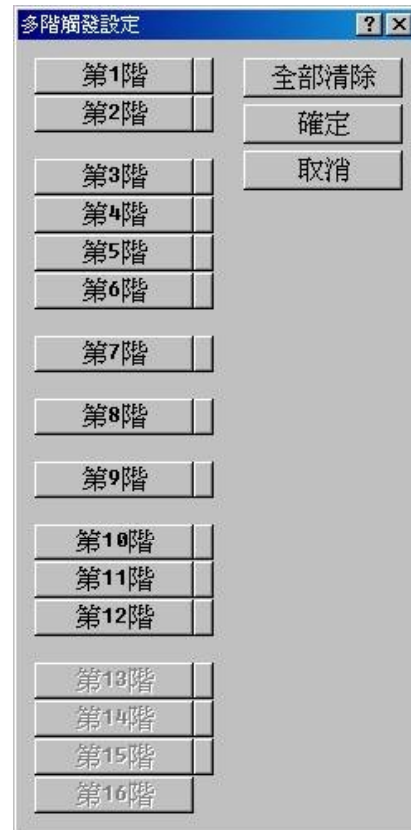 多階觸發設定
第1階
第2階
第3階
第4階
第5階
第6階
第7階
第8階
第9階
第10階
第11階
第12階
第13階
第14階
第15階
第16階
全部清除
確定
取消